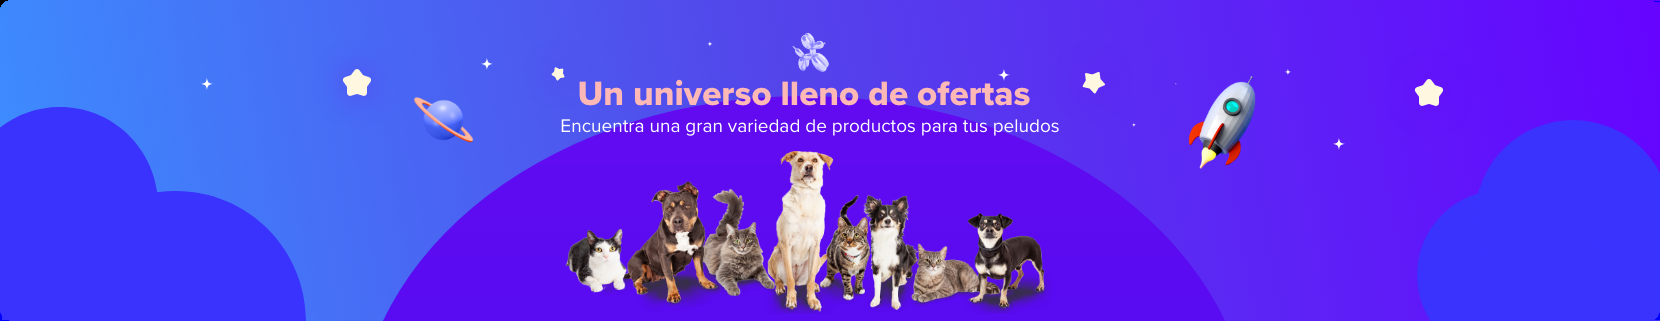 Un universo lleno de ofertas
Encuentra una gran variedad de productos para tus peludos